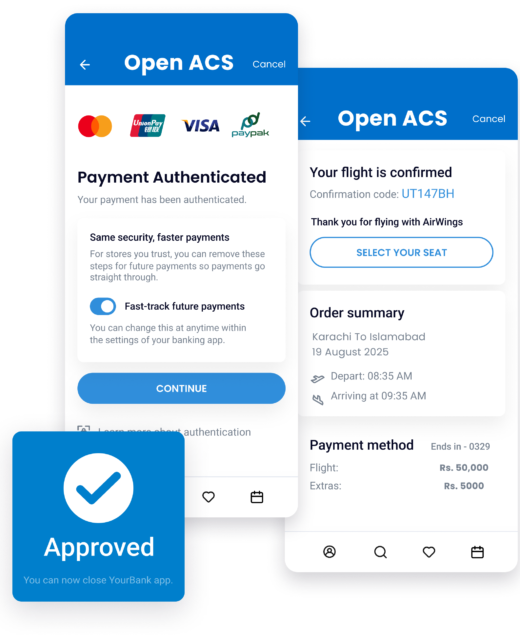 Open ACS
Cancel
UnionPay
银联
VISA
paypak
Payment Authenticated
Your payment has been authenticated.
Same security, faster payments
For stores you trust, you can remove these
steps for future payments so payments go
straight through.
Fast-track future payments
You can change this at anytime within
the settings of your banking app.
CONTINUE
Learn more about authentication
Approved
You can now close YourBank app.
Open ACS
Cancel
Your flight is confirmed
Confirmation code: UT147BH
Thank you for flying with AirWings
SELECT YOUR SEAT
Order summary
Karachi To Islamabad
19 August 2025
Depart: 08:35 AM
Arriving at 09:35 AM
Payment method Ends in - 0329
Flight: Rs. 50,000
Extras: Rs. 5000